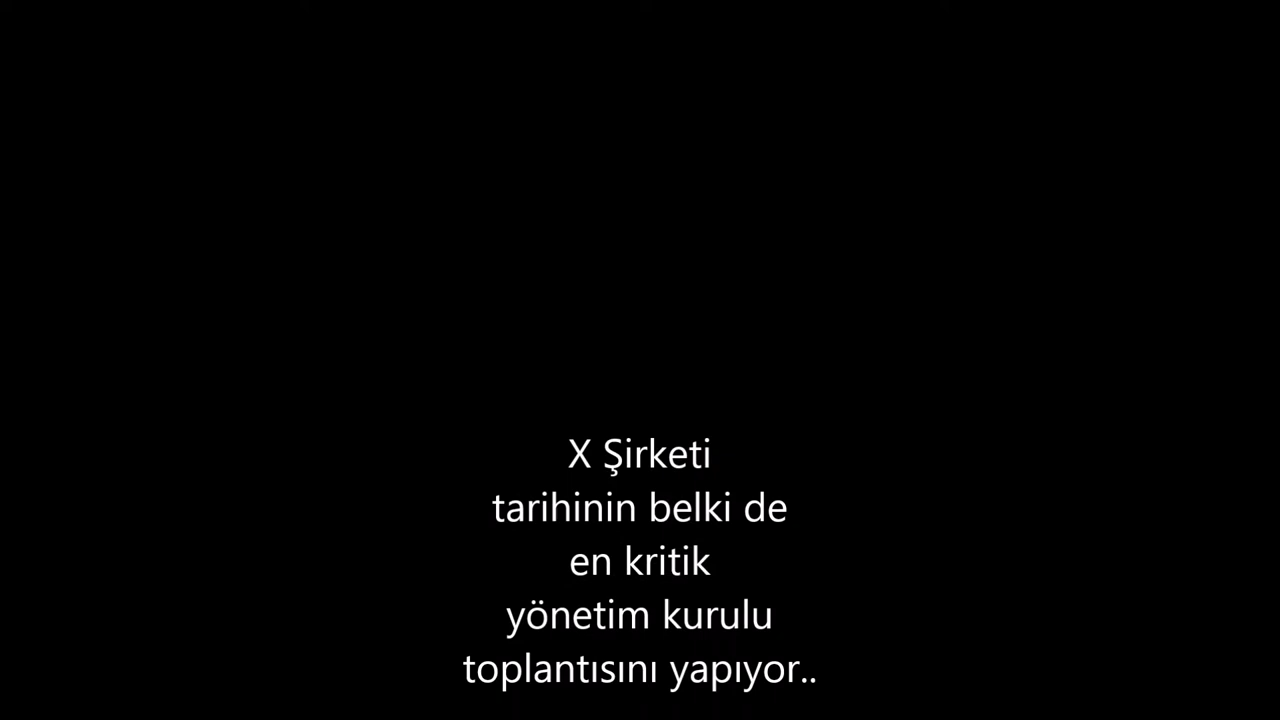 X Şirketi
tarihinin belki de
en kritik
yönetim kurulu
toplantısını yapıyor..